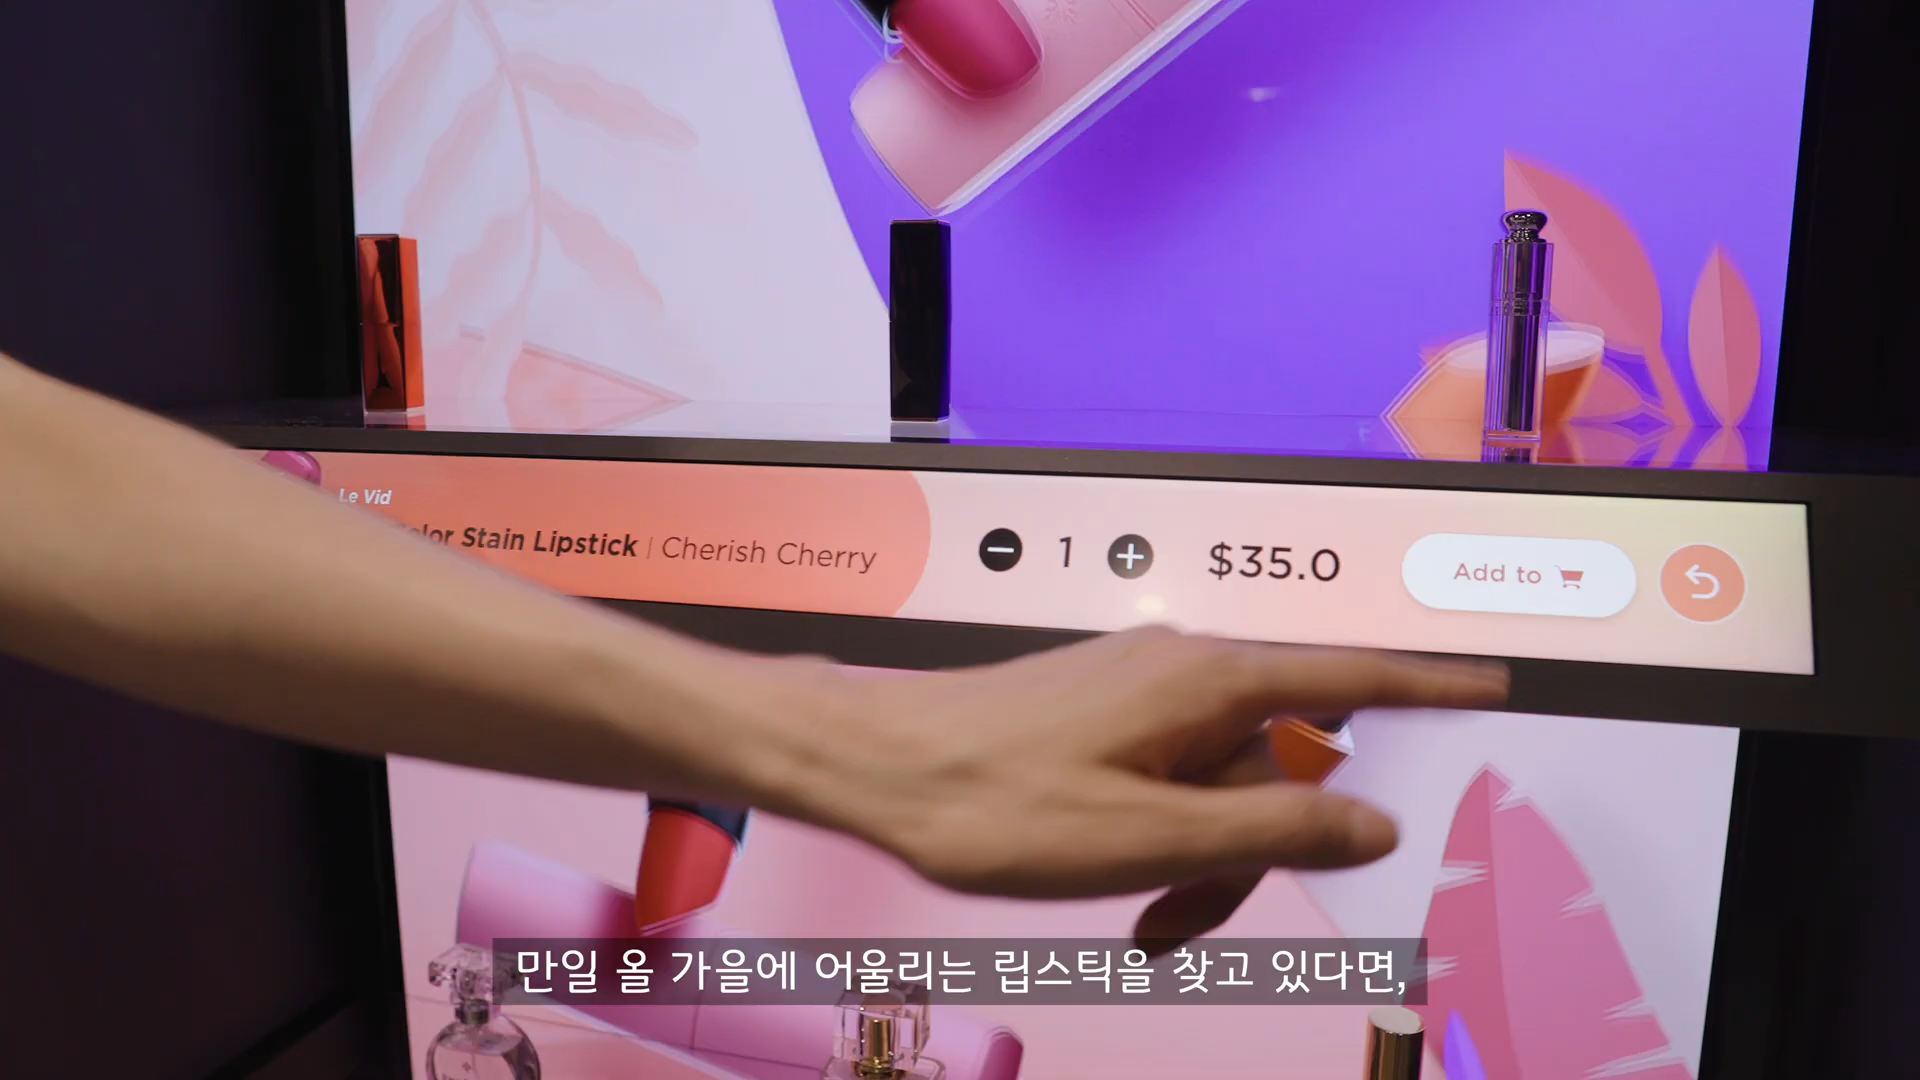 Le Vid
Stain Lipstick | Cherish Cherry
1
$35.0
Add to
만일 올 가을에 어울리는 립스틱을 찾고 있다면,